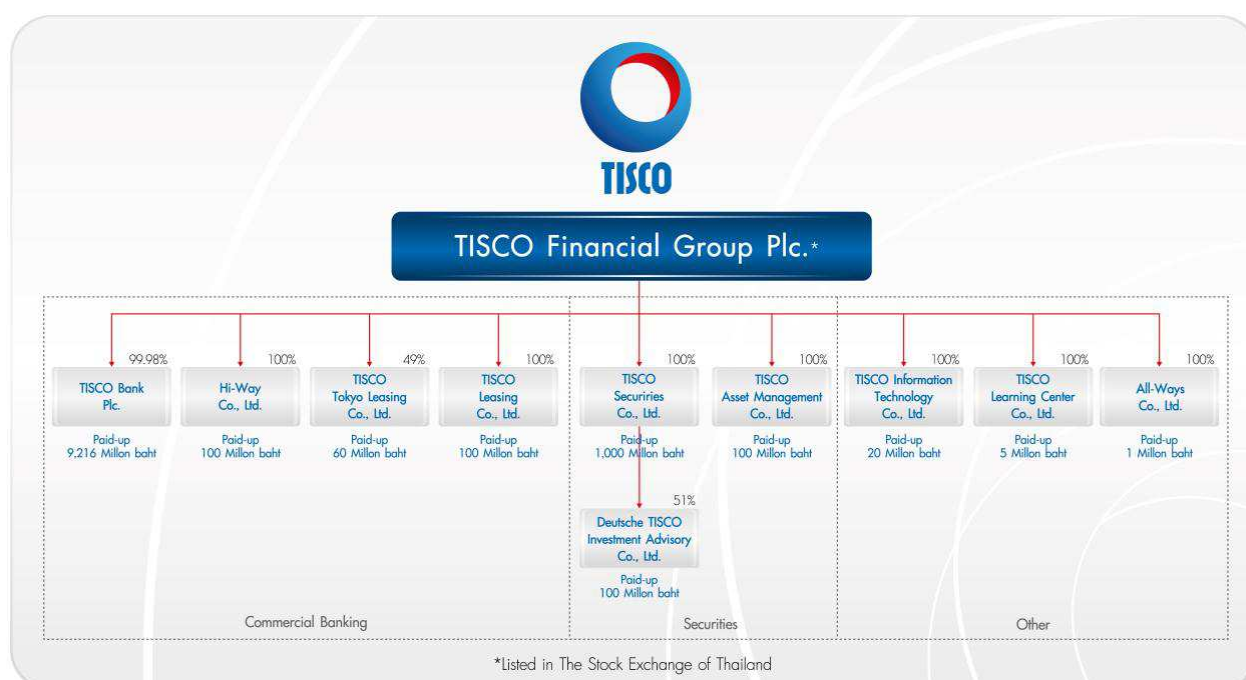 TISCO
TISCO Financial Group Plc.*
99.98%
TISCO Bank
Plc.
Paid-up
9,216 Millon baht
100%
Hi-Way
Co., Ltd.
Paid-up
100 Millon baht
49%
TISCO
Tokyo Leasing
Co., Ltd.
Paid-up
60 Millon baht
100%
TISCO
Leasing
Co., Ltd.
Paid-up
100 Millon baht
100%
TISCO
Securiries
Co., Ltd.
Paid-up
1,000 Millon baht
51%
Deutsche TISCO
Investment Advisory
Co., Ltd.
Paid-up
100 Millon baht
100%
TISCO
Asset Management
Co., Ltd.
Paid-up
100 Millon baht
100%
TISCO Information
Technology
Co., Ltd.
Paid-up
20 Millon baht
100%
TISCO
Learning Center
Co., Ltd.
Paid-up
5 Millon baht
100%
All-Ways
Co., Ltd.
Paid-up
1 Millon baht
Commercial Banking
Securities
Other
*Listed in The Stock Exchange of Thailand